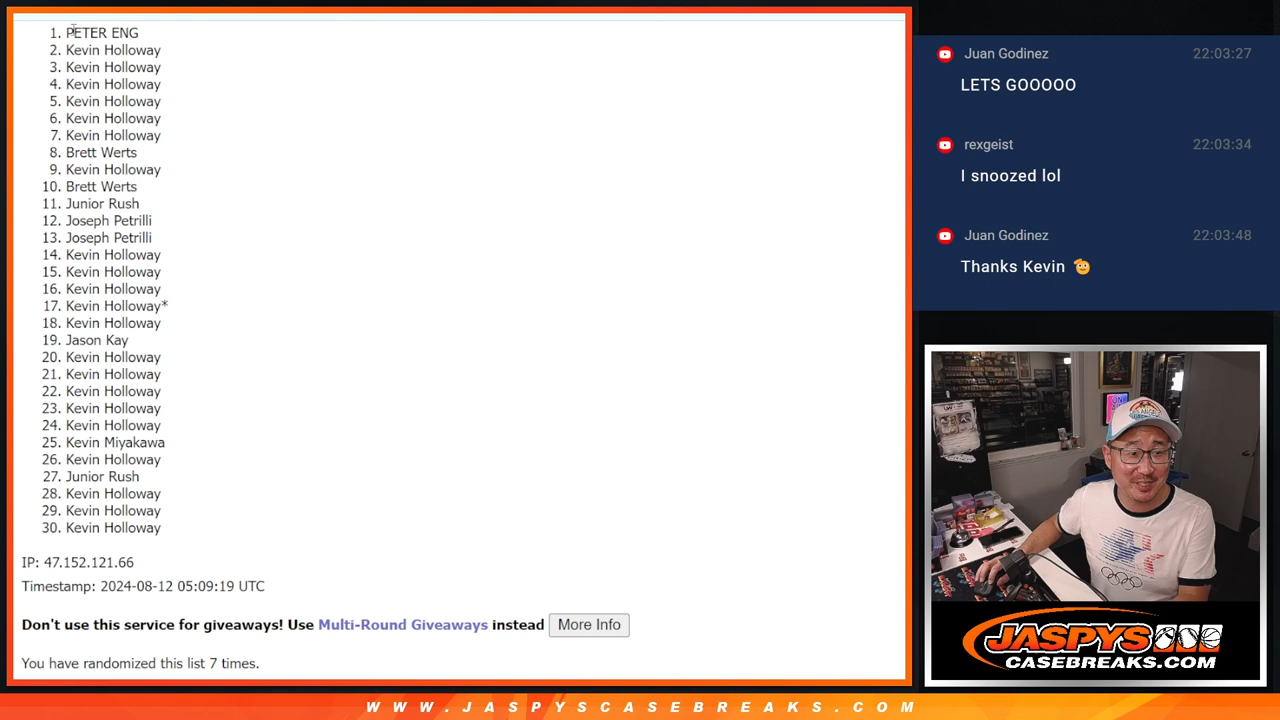 1. PETER ENG
2. Kevin Holloway
3. Kevin Holloway
4. Kevin Holloway
5. Kevin Holloway
6. Kevin Holloway
7. Kevin Holloway
8. Brett Werts
9. Kevin Holloway
10. Brett Werts
11. Junior Rush
12. Joseph Petrilli
13. Joseph Petrilli
14. Kevin Holloway
15. Kevin Holloway
16. Kevin Holloway
17. Kevin Holloway*
18. Kevin Holloway
19. Jason Kay
20. Kevin Holloway
21. Kevin Holloway
22. Kevin Holloway
23. Kevin Holloway
24. Kevin Holloway
25. Kevin Miyakawa
26. Kevin Holloway
27. Junior Rush
28. Kevin Holloway
29. Kevin Holloway
30. Kevin Holloway
IP: 47.152.121.66
Timestamp: 2024-08-12 05:09:19 UTC
Don't use this service for giveaways! Use Multi-Round Giveaways instead More Info
You have randomized this list 7 times.
Juan Godinez 22:03:27
LETS GOOOOO
rexgeist 22:03:34
I snoozed lol
Juan Godinez 22:03:48
Thanks Kevin 🫡
JASPYS
CASEBREAKS.COM
WWW.JASPYSCASEBREAKS.COM